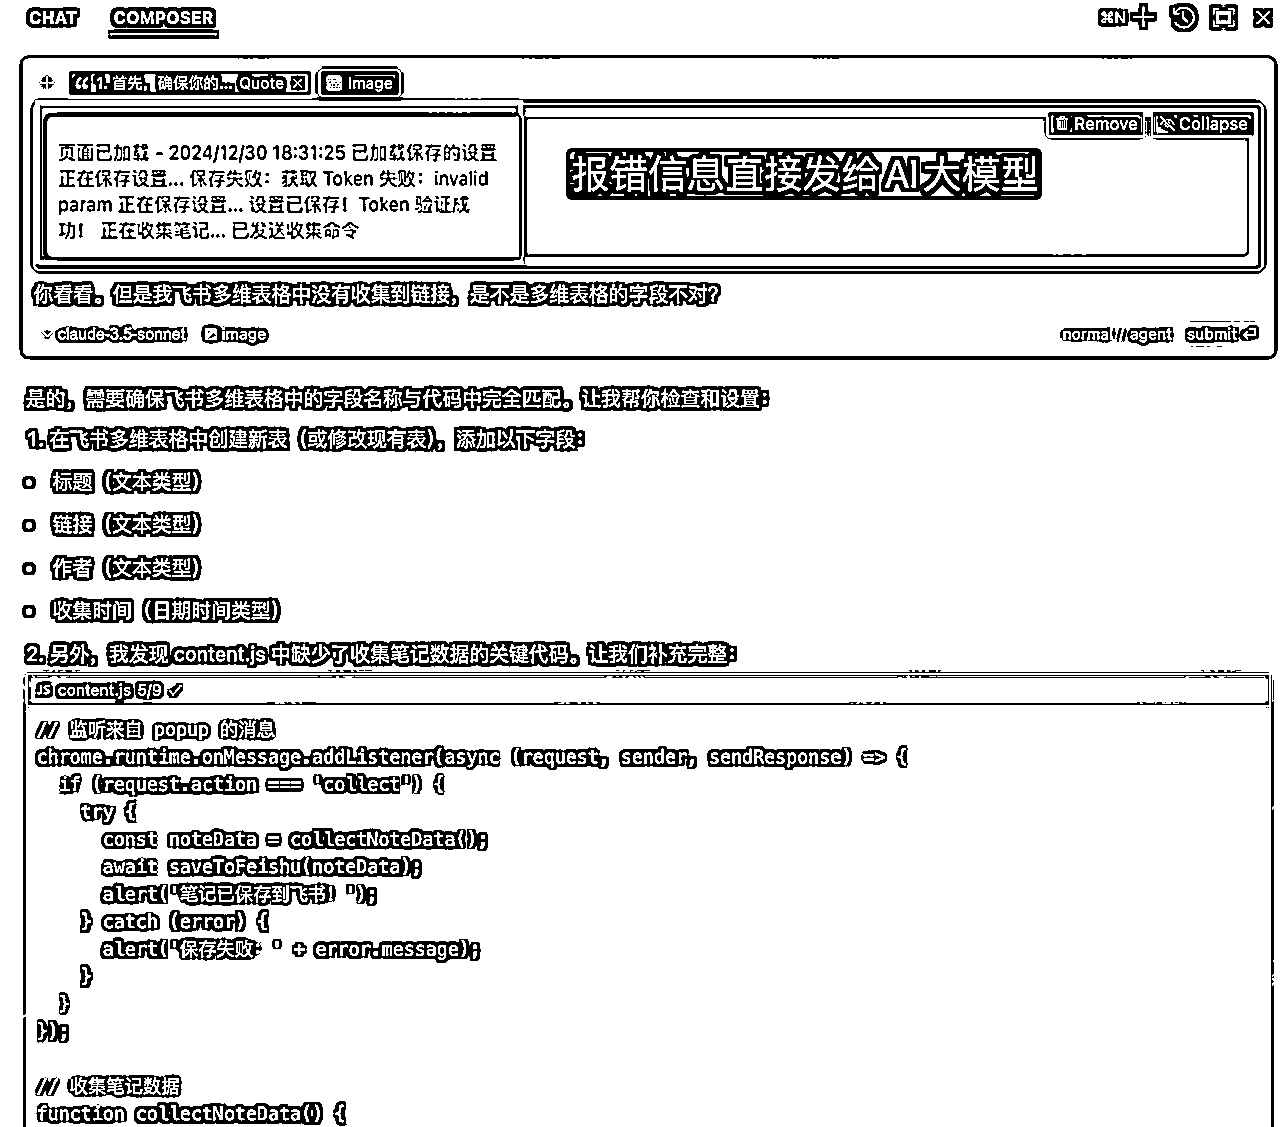 CHAT COMPOSER ⌘N
“ 1. 首先，确保你的... (Quote) Image
Remove Collapse
页面已加载 - 2024/12/30 18:31:25 已加载保存的设置
正在保存设置... 保存失败：获取 Token 失败：invalid
param 正在保存设置... 设置已保存！Token 验证成
功！ 正在收集笔记... 已发送收集命令
报错信息直接发给AI大模型
你看看。但是我飞书多维表格中没有收集到链接，是不是多维表格的字段不对？
claude-3.5-sonnet image normal // agent submit
是的，需要确保飞书多维表格中的字段名称与代码中完全匹配。让我帮你检查和设置：
1. 在飞书多维表格中创建新表（或修改现有表），添加以下字段：
标题（文本类型）
链接（文本类型）
作者（文本类型）
收集时间（日期时间类型）
2. 另外，我发现 content.js 中缺少了收集笔记数据的关键代码。让我们补充完整：
JS content.js 5/9 ✓
// 监听来自 popup 的消息
chrome.runtime.onMessage.addListener(async (request, sender, sendResponse) => {
if (request.action === "collect") {
try {
const noteData = collectNoteData();
await saveToFeishu(noteData);
alert("笔记已保存到飞书！");
} catch (error) {
alert("保存失败：" + error.message);
}
}
});
// 收集笔记数据
function collectNoteData() {